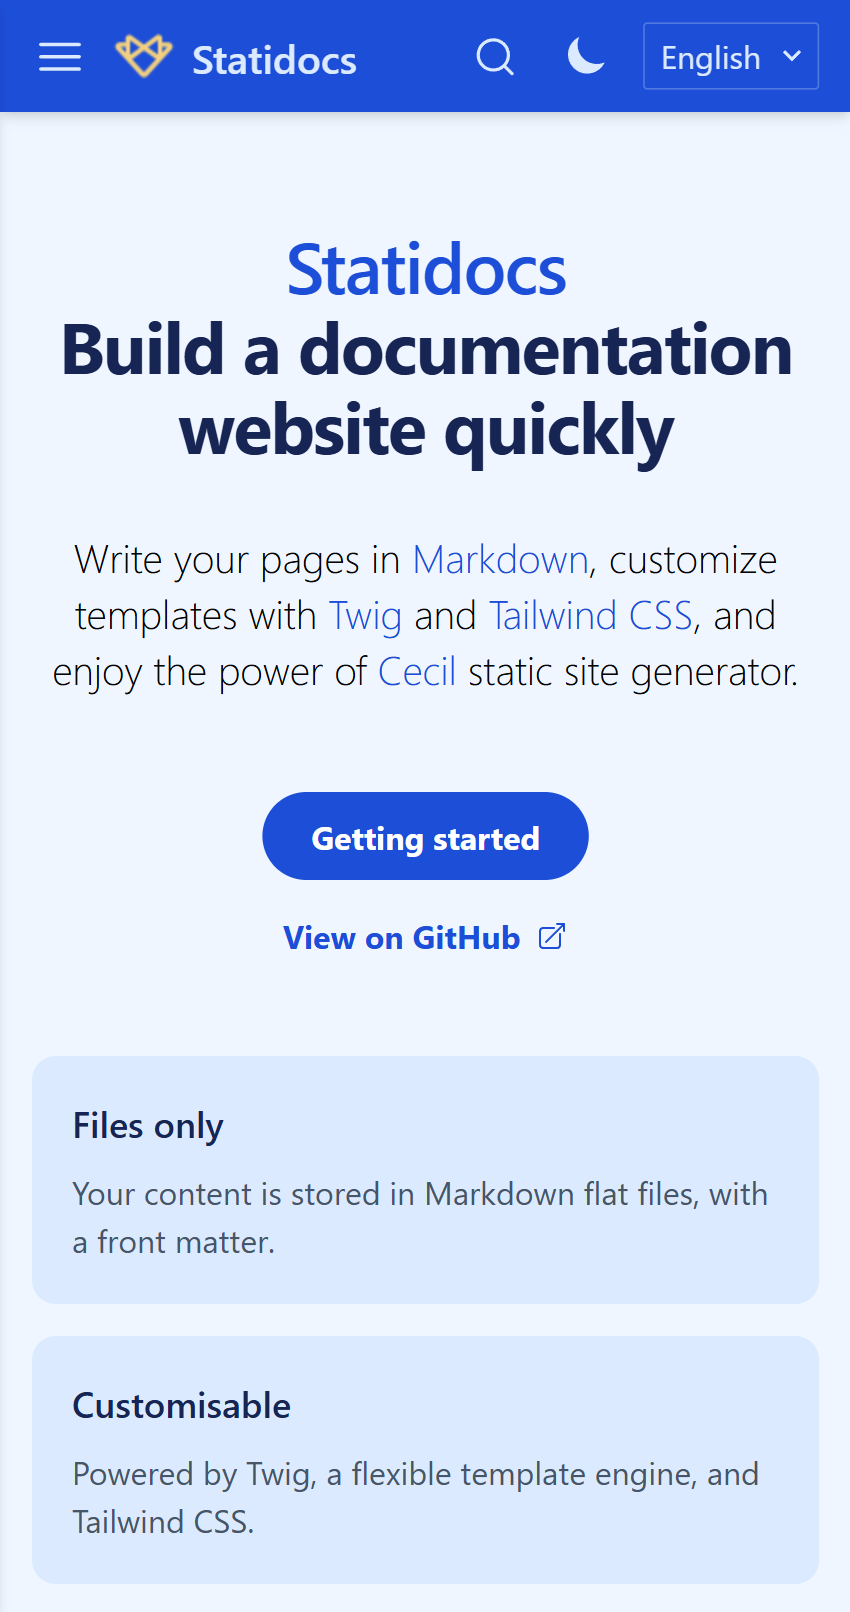 Statidocs
English
Statidocs
Build a documentation
website quickly
Write your pages in Markdown, customize
templates with Twig and Tailwind CSS, and
enjoy the power of Cecil static site generator.
Getting started
View on GitHub
Files only
Your content is stored in Markdown flat files, with
a front matter.
Customisable
Powered by Twig, a flexible template engine, and
Tailwind CSS.